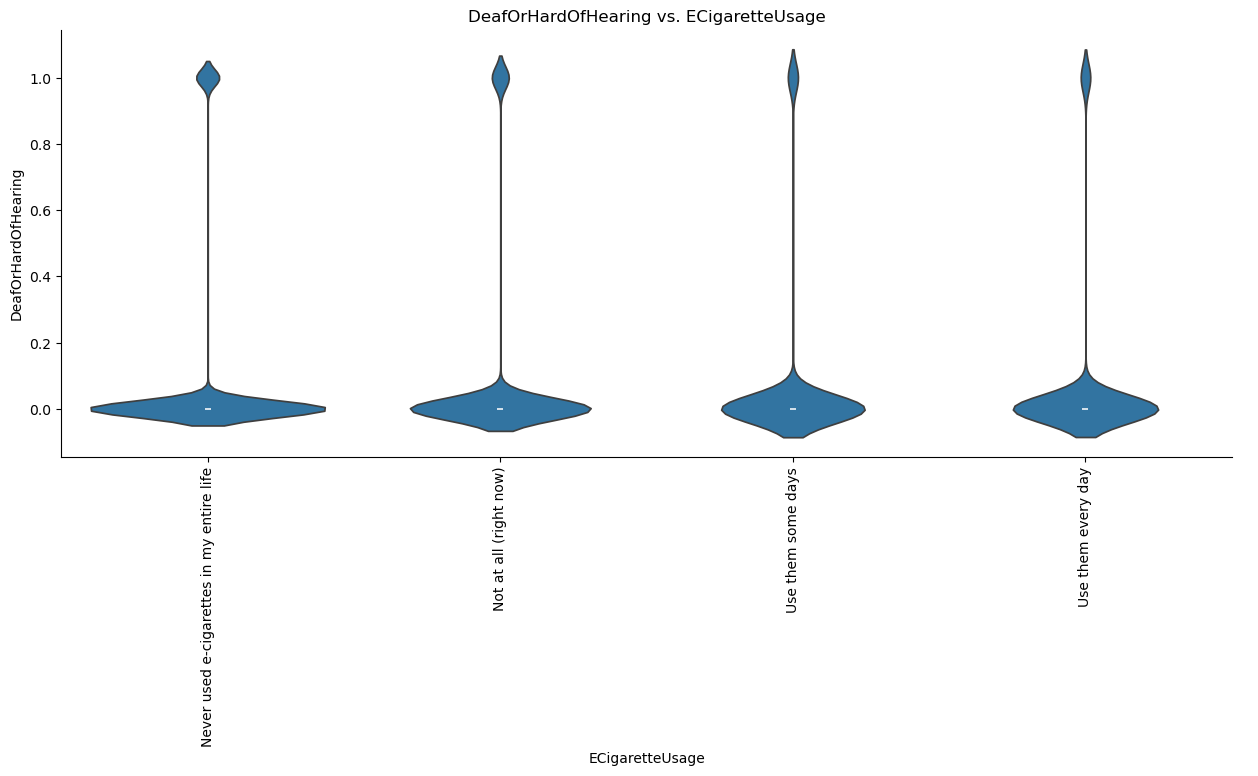 DeafOrHardOfHearing vs. ECigaretteUsage
DeafOrHardOfHearing
1.0
0.8
0.6
0.4
0.2
0.0
Never used e-cigarettes in my entire life
Not at all (right now)
Use them some days
Use them every day
ECigaretteUsage